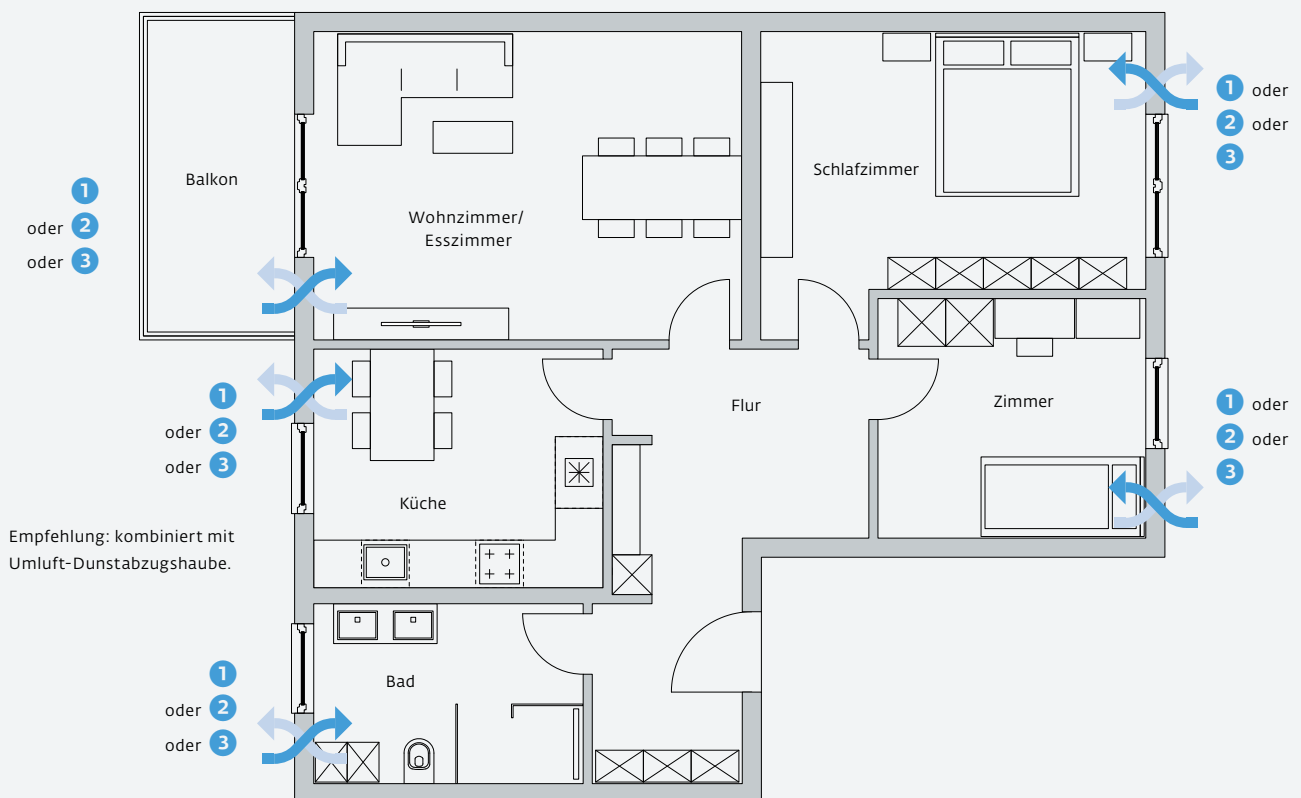 1 oder
2 oder
3
Balkon
Schlafzimmer
1
oder 2
oder 3
Wohnzimmer/
Esszimmer
1
oder 2
oder 3
Flur
Zimmer
1 oder
2 oder
3
Küche
Empfehlung: kombiniert mit
Umluft-Dunstabzugshaube.
Bad
1
oder 2
oder 3